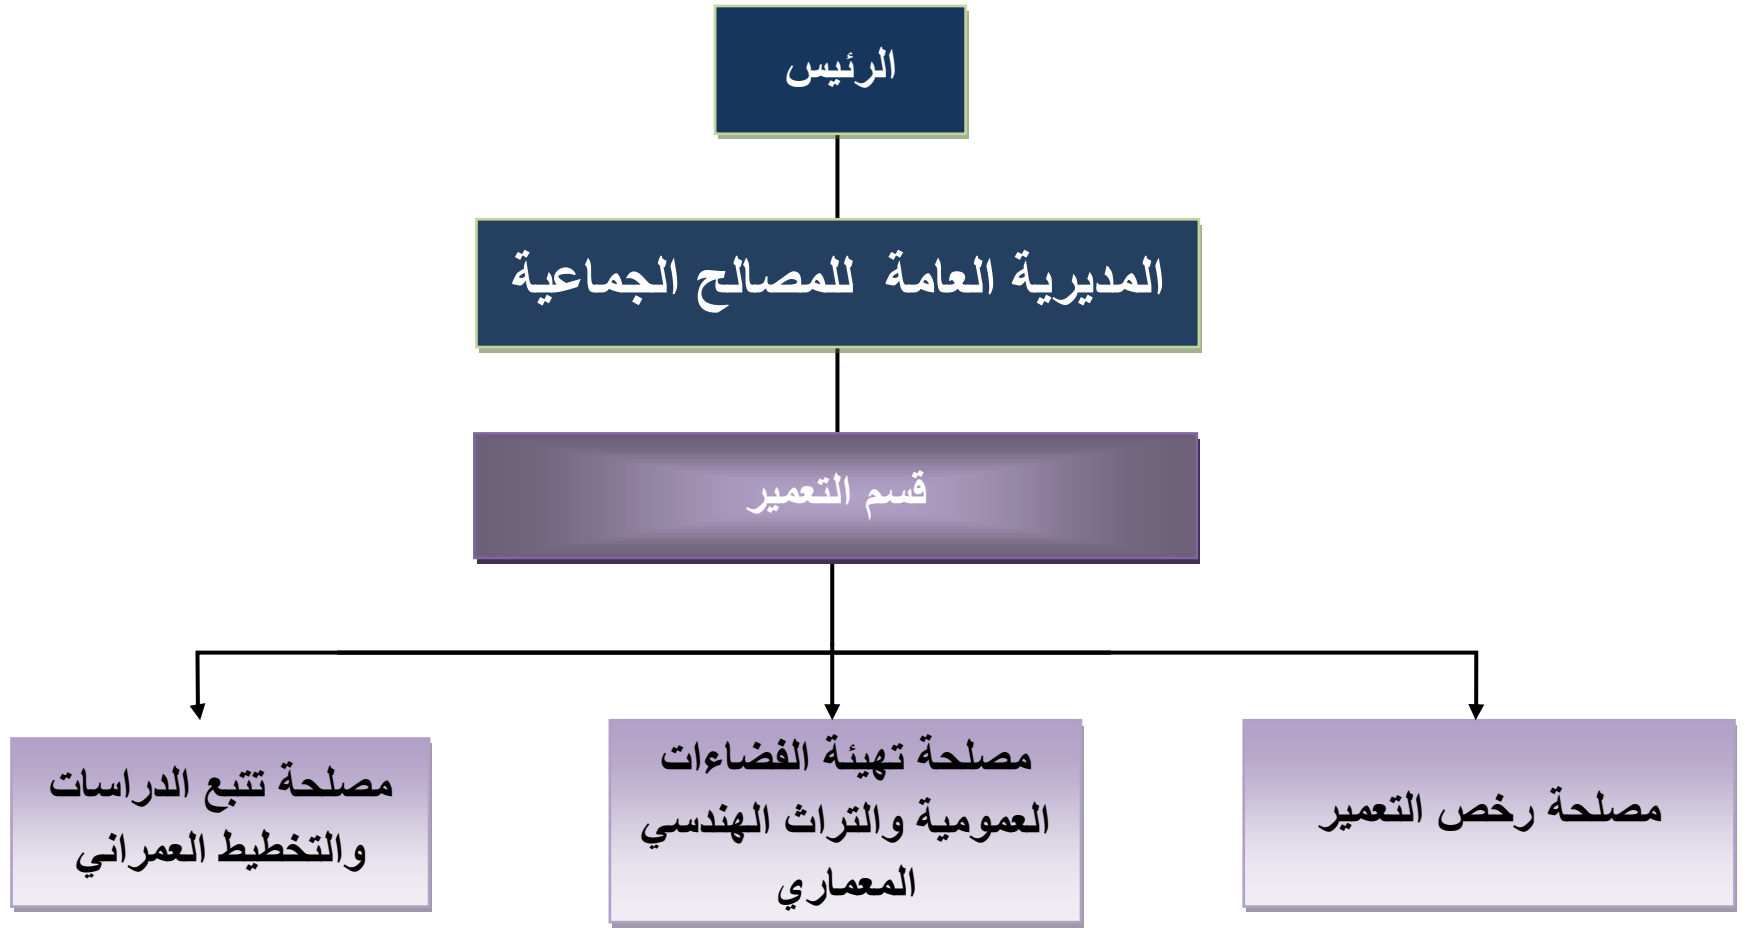 الرئيس
المديرية العامة للمصالح الجماعية
قسم التعمير
مصلحة رخص التعمير
مصلحة تهيئة الفضاءات
العمومية والتراث الهندسي
المعماري
مصلحة تتبع الدراسات
والتخطيط العمراني